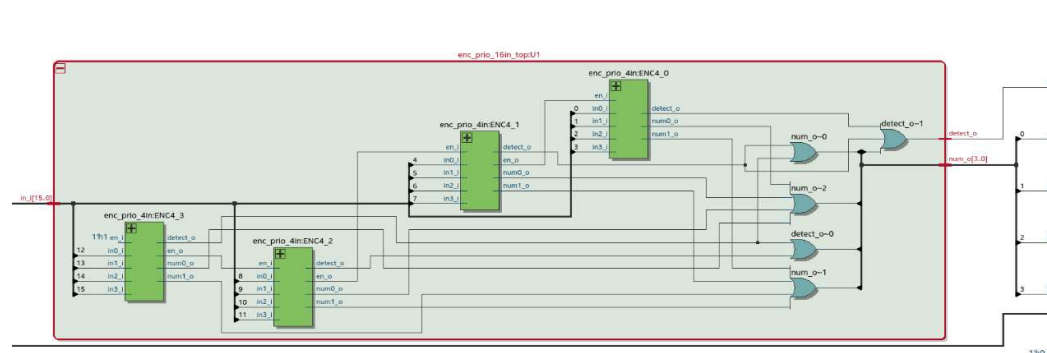 enc_prio_16in_top:U1
enc_prio_4in:ENC4_0
en_i
0 in0_i detect_o
1 in1_i num0_o
2 in2_i num1_o
3 in3_i
enc_prio_4in:ENC4_1
en_i detect_o
4 in0_i en_o
5 in1_i num0_o
6 in2_i num1_o
7 in3_i
detect_o~1
detect_o
num_o~0
num_o[3..0]
num_o~2
detect_o~0
num_o~1
in_i[15..0]
enc_prio_4in:ENC4_3
1'h1 en_i detect_o
12 in0_i en_o
13 in1_i num0_o
14 in2_i num1_o
15 in3_i
enc_prio_4in:ENC4_2
en_i detect_o
8 in0_i en_o
9 in1_i num0_o
10 in2_i num1_o
11 in3_i
0
1
2
3